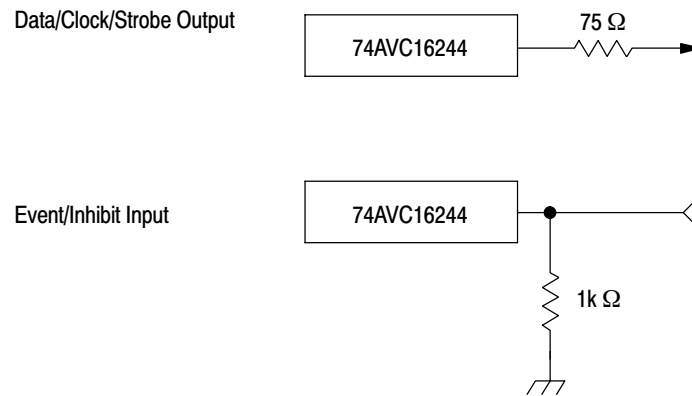 Data/Clock/Strobe Output
74AVC16244
75 Ω
Event/Inhibit Input
74AVC16244
1k Ω